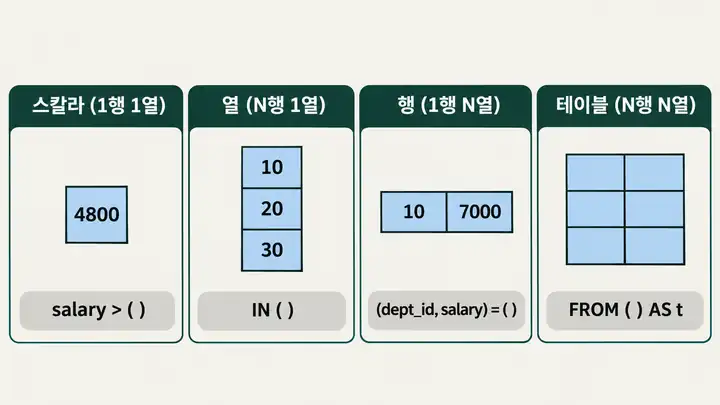 스칼라 (1행 1열)
4800
salary > ( )
열 (N행 1열)
10
20
30
IN ( )
행 (1행 N열)
10 7000
(dept_id, salary) = ( )
테이블 (N행 N열)
FROM ( ) AS t